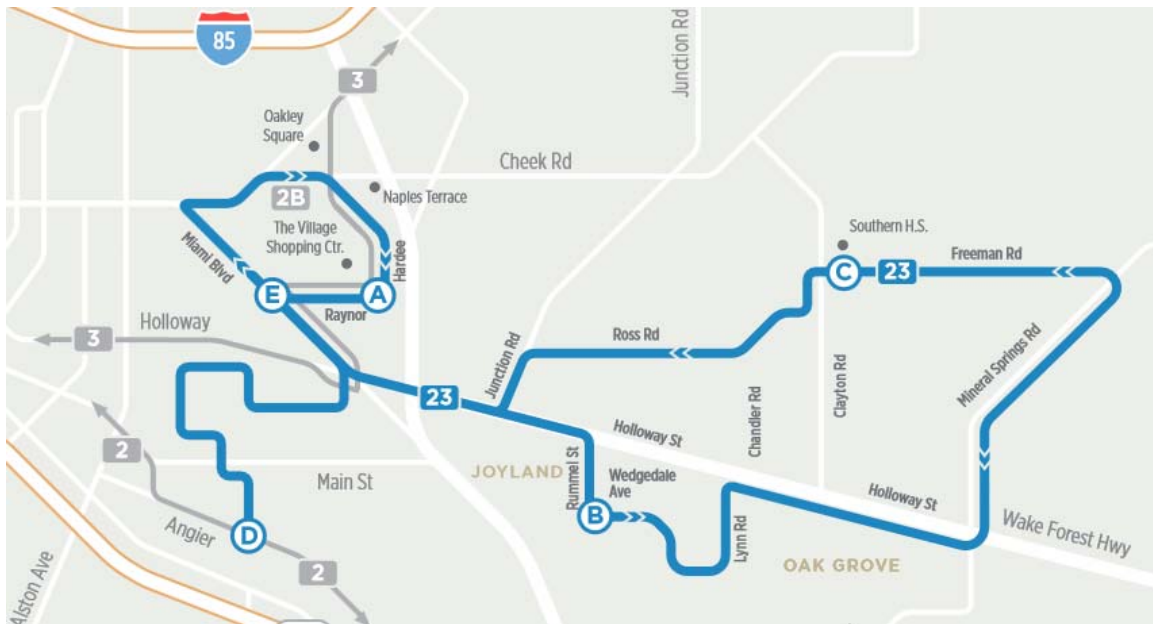 85
3
Oakley
Square
Junction Rd
Cheek Rd
2B
Naples Terrace
The Village
Shopping Ctr.
Southern H.S.
Miami Blvd
Hardee
C
23
Freeman Rd
E
A
Raynor
Holloway
3
Ross Rd
Junction Rd
Mineral Springs Rd
Clayton Rd
Chandler Rd
23
Holloway St
JOYLAND
Rummel St
Wedgedale
Ave
2
Main St
Holloway St
B
Lynn Rd
Wake Forest Hwy
Angier
D
OAK GROVE
2
Alston Ave